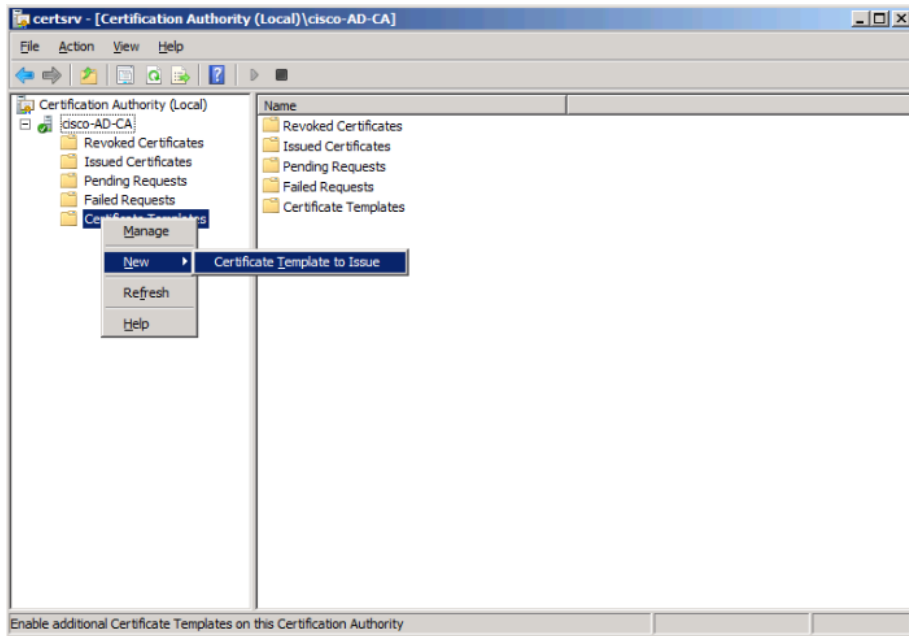 certsrv - [Certification Authority (Local)\cisco-AD-CA]
File Action View Help
Certification Authority (Local)
cisco-AD-CA
Revoked Certificates
Issued Certificates
Pending Requests
Failed Requests
Certificate Templates
Manage
New
Refresh
Help
Certificate Template to Issue
Name
Revoked Certificates
Issued Certificates
Pending Requests
Failed Requests
Certificate Templates
Enable additional Certificate Templates on this Certification Authority